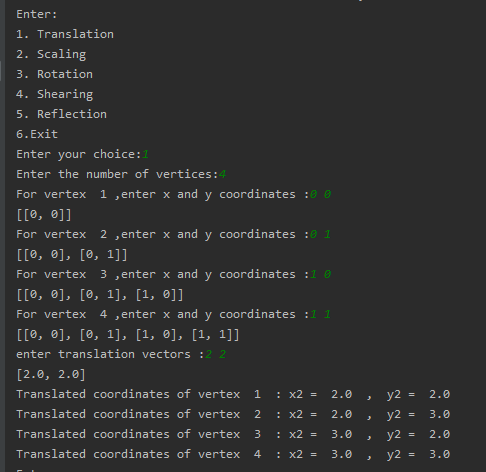 Enter:
1. Translation
2. Scaling
3. Rotation
4. Shearing
5. Reflection
6.Exit
Enter your choice:1
Enter the number of vertices:4
For vertex  1 ,enter x and y coordinates :0 0
[[0, 0]]
For vertex  2 ,enter x and y coordinates :0 1
[[0, 0], [0, 1]]
For vertex  3 ,enter x and y coordinates :1 0
[[0, 0], [0, 1], [1, 0]]
For vertex  4 ,enter x and y coordinates :1 1
[[0, 0], [0, 1], [1, 0], [1, 1]]
enter translation vectors :2 2
[2.0, 2.0]
Translated coordinates of vertex  1  : x2 =  2.0  ,  y2 =  2.0
Translated coordinates of vertex  2  : x2 =  2.0  ,  y2 =  3.0
Translated coordinates of vertex  3  : x2 =  3.0  ,  y2 =  2.0
Translated coordinates of vertex  4  : x2 =  3.0  ,  y2 =  3.0